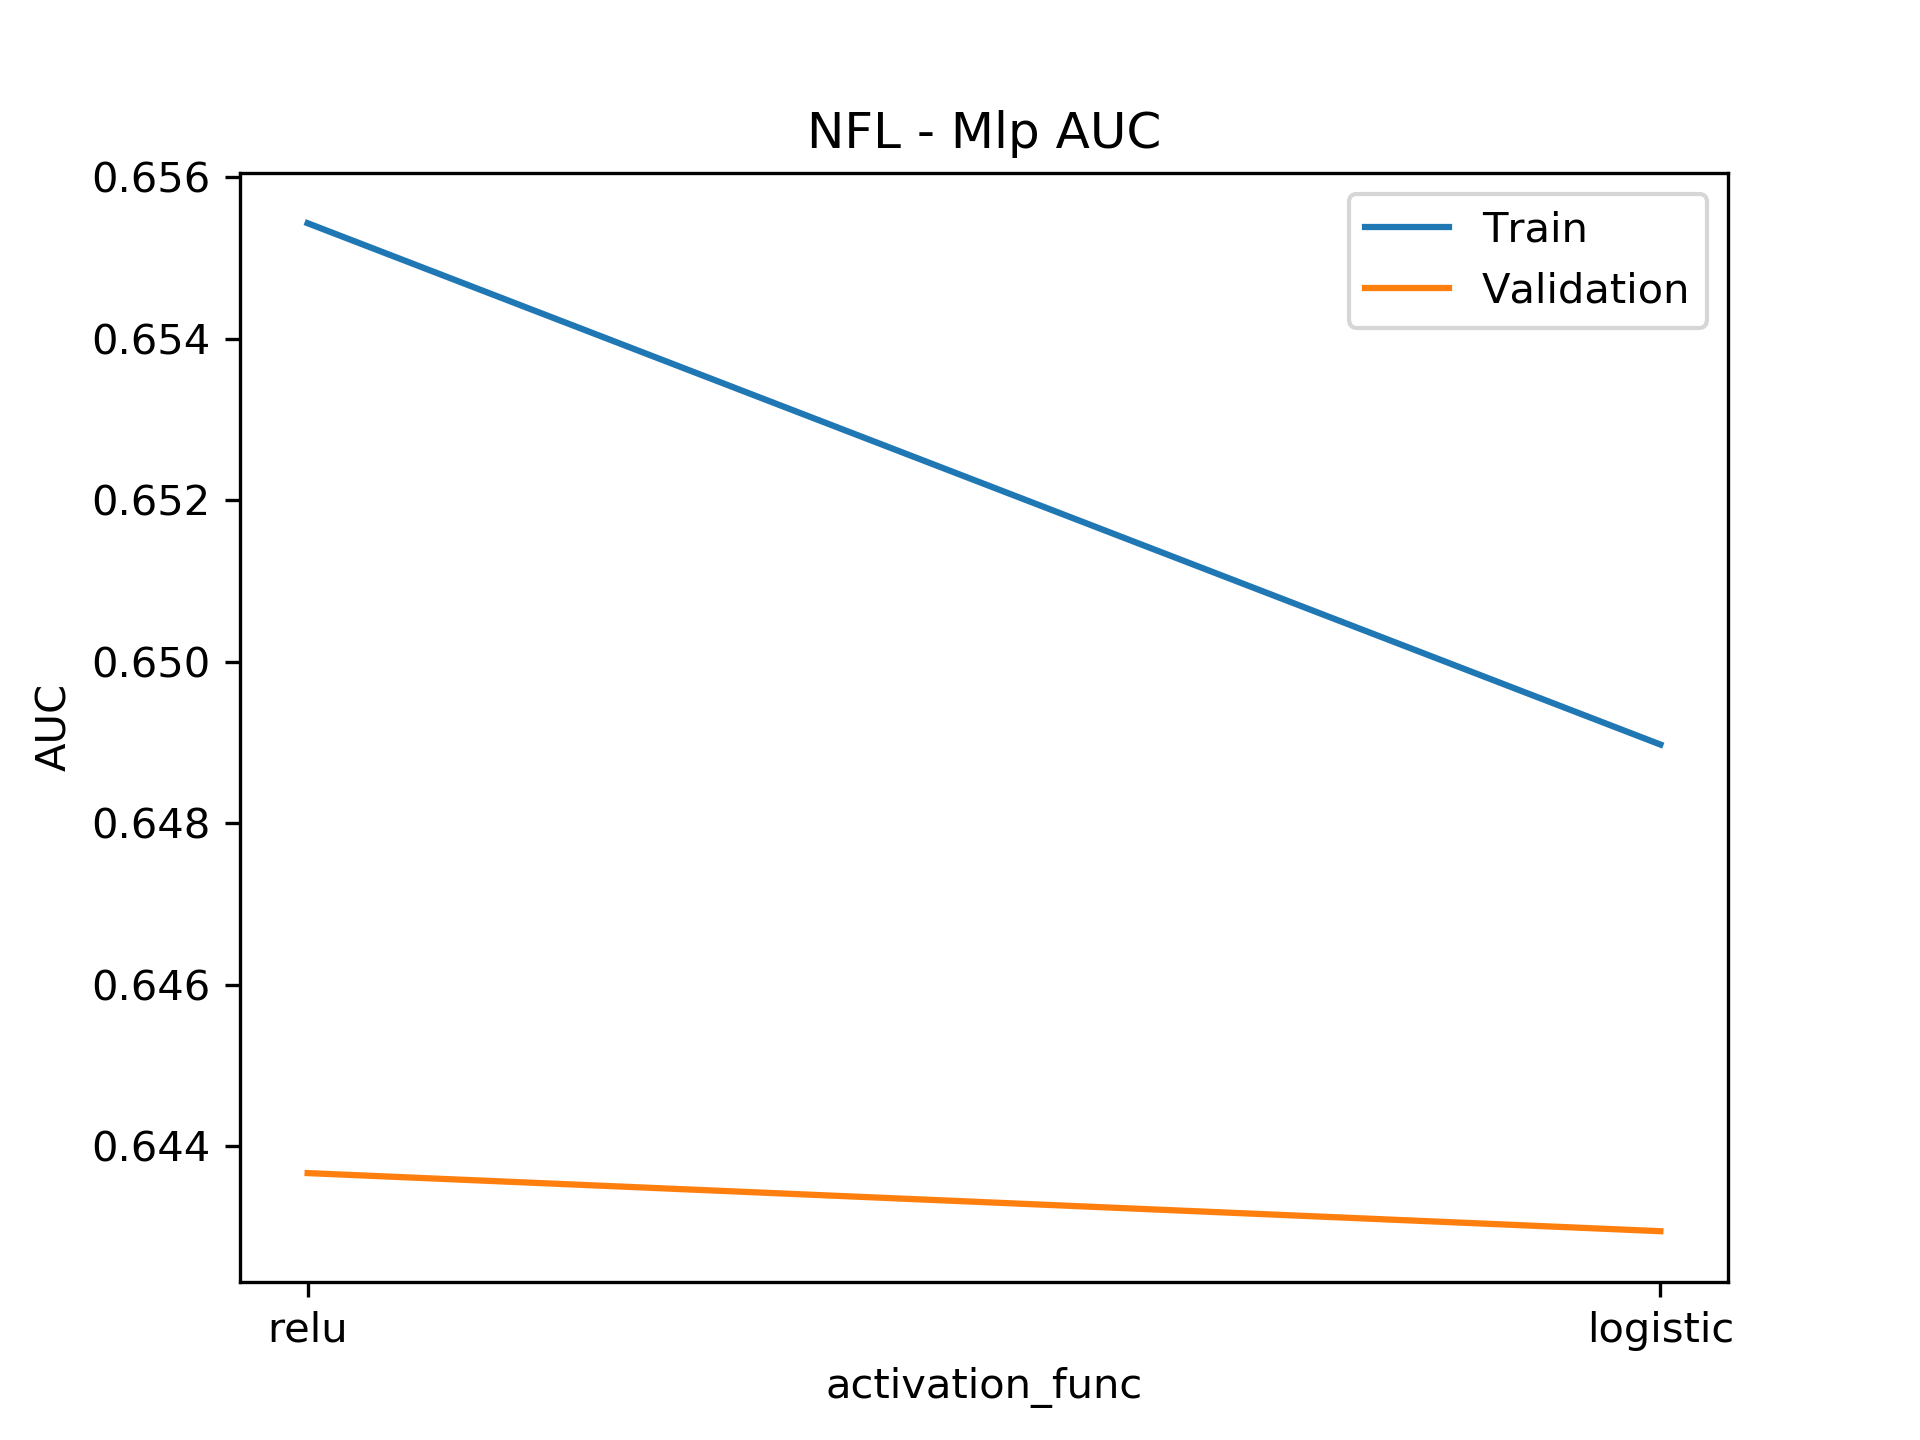 NFL - Mlp AUC
0.656
0.654
0.652
0.650
0.648
0.646
0.644
AUC
Train
Validation
relu
logistic
activation_func